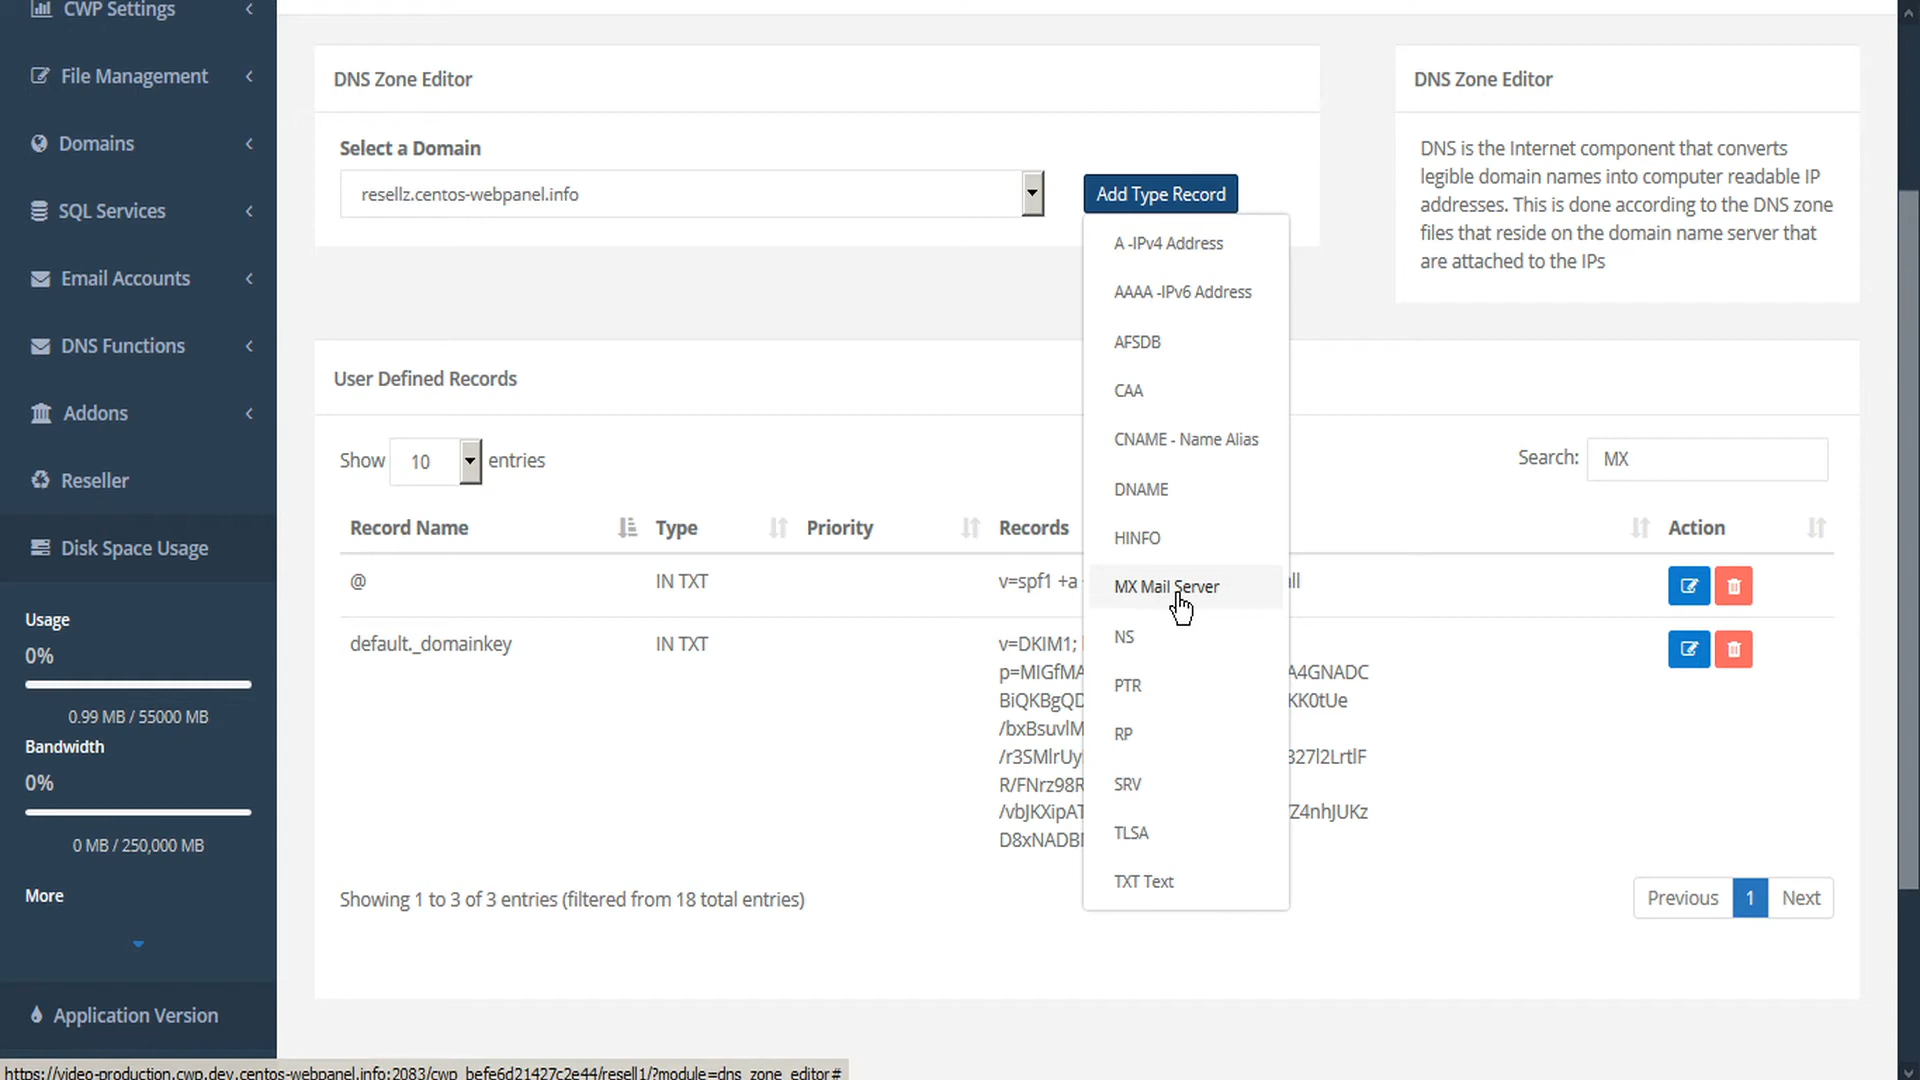 CWP Settings
File Management
Domains
SQL Services
Email Accounts
DNS Functions
Addons
Reseller
Disk Space Usage
Usage
0%
0.99 MB / 55000 MB
Bandwidth
0%
0 MB / 250,000 MB
More
Application Version
DNS Zone Editor
Select a Domain
resellz.centos-webpanel.info
Add Type Record
A -IPv4 Address
AAAA -IPv6 Address
AFSDB
CAA
CNAME - Name Alias
DNAME
HINFO
MX Mail Server
NS
PTR
RP
SRV
TLSA
TXT Text
DNS Zone Editor
DNS is the Internet component that converts
legible domain names into computer readable IP
addresses. This is done according to the DNS zone
files that reside on the domain name server that
are attached to the IPs
User Defined Records
Show 10 entries
Search: MX
Record Name Type Priority Records Action
@ IN TXT v=spf1 +a
default._domainkey IN TXT v=DKIM1;
p=MIGfMA A4GNADC
BiQKBgQD KK0tUe
/bxBsuvlM
/r3SMlrUy 327l2LrtlF
R/FNrz98R
/vbJKXipAT Z4nhJUKz
D8xNADB
Showing 1 to 3 of 3 entries (filtered from 18 total entries)
Previous 1 Next
https://video-production.cwp.dev.centos-webpanel.info:2083/cwp_befe6d21427c2e44/resell1/?module=dns_zone_editor#